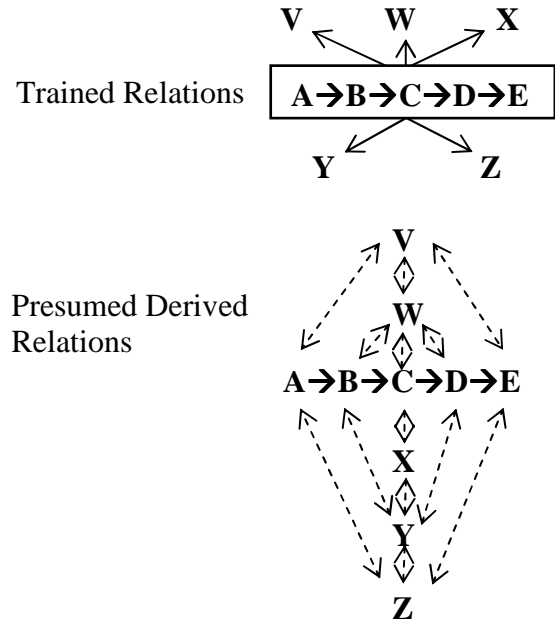 V W X
Trained Relations
A→B→C→D→E
Y Z
V
Presumed Derived
Relations
W
A→B→C→D→E
X
Y
Z